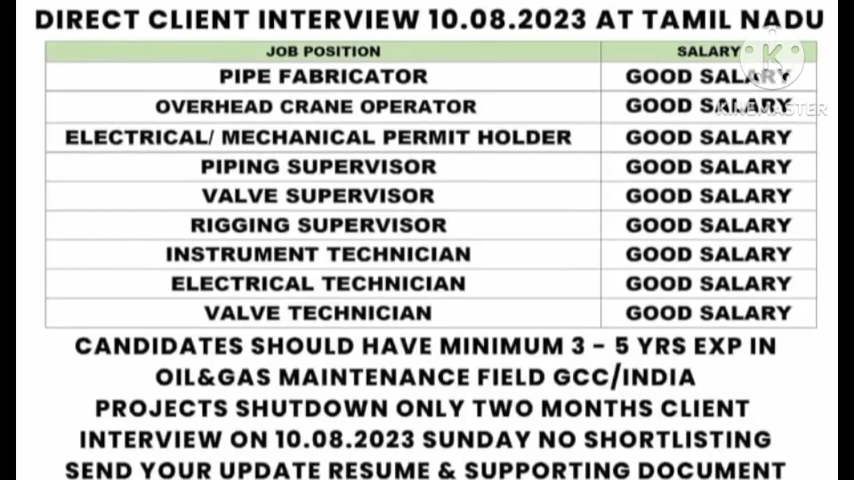 DIRECT CLIENT INTERVIEW 10.08.2023 AT TAMIL NADU
JOB POSITION SALARY
PIPE FABRICATOR GOOD SALARY
OVERHEAD CRANE OPERATOR GOOD SALARY
KINEMASTER
ELECTRICAL/ MECHANICAL PERMIT HOLDER GOOD SALARY
PIPING SUPERVISOR GOOD SALARY
VALVE SUPERVISOR GOOD SALARY
RIGGING SUPERVISOR GOOD SALARY
INSTRUMENT TECHNICIAN GOOD SALARY
ELECTRICAL TECHNICIAN GOOD SALARY
VALVE TECHNICIAN GOOD SALARY
CANDIDATES SHOULD HAVE MINIMUM 3 - 5 YRS EXP IN
OIL&GAS MAINTENANCE FIELD GCC/INDIA
PROJECTS SHUTDOWN ONLY TWO MONTHS CLIENT
INTERVIEW ON 10.08.2023 SUNDAY NO SHORTLISTING
SEND YOUR UPDATE RESUME & SUPPORTING DOCUMENT